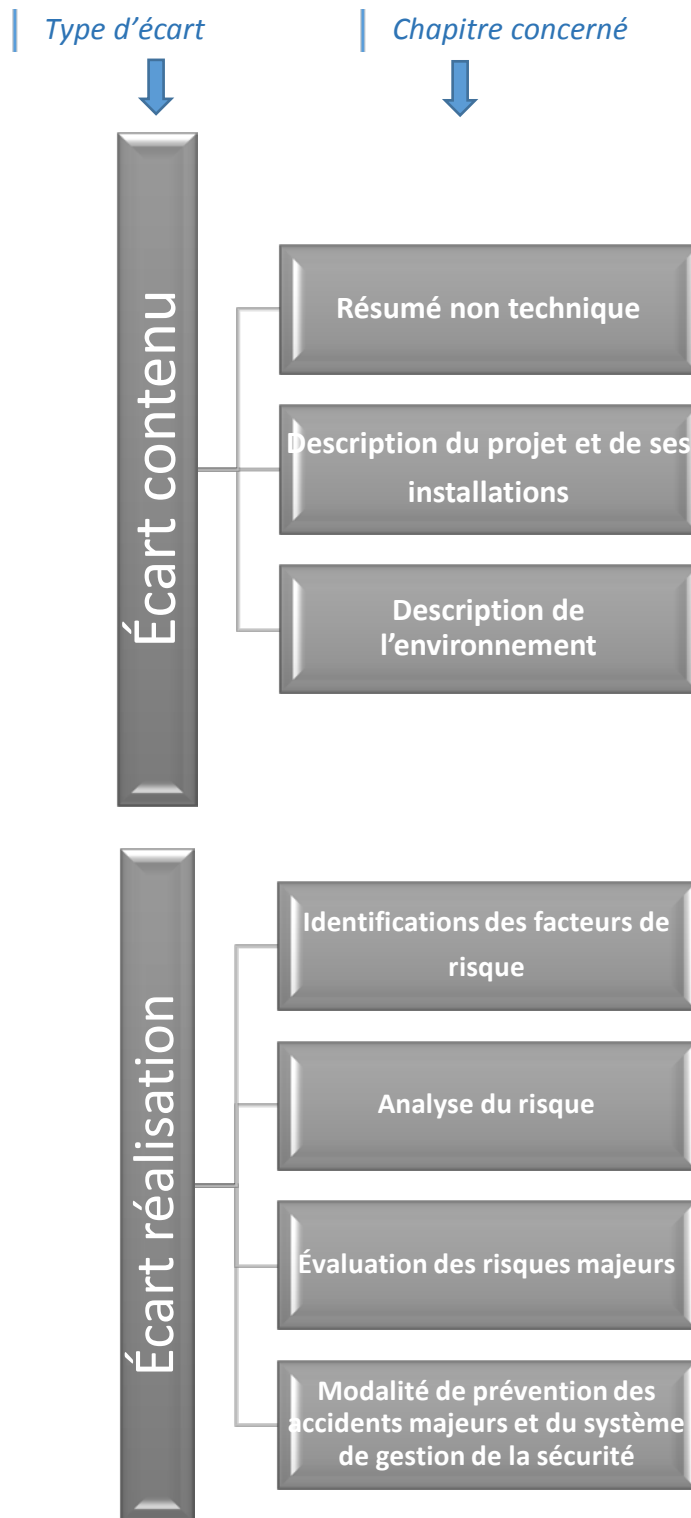 Type d'écart
Chapitre concerné
Écart contenu
Résumé non technique
Description du projet et de ses
installations
Description de
l'environnement
Écart réalisation
Identifications des facteurs de
risque
Analyse du risque
Évaluation des risques majeurs
Modalité de prévention des
accidents majeurs et du système
de gestion de la sécurité